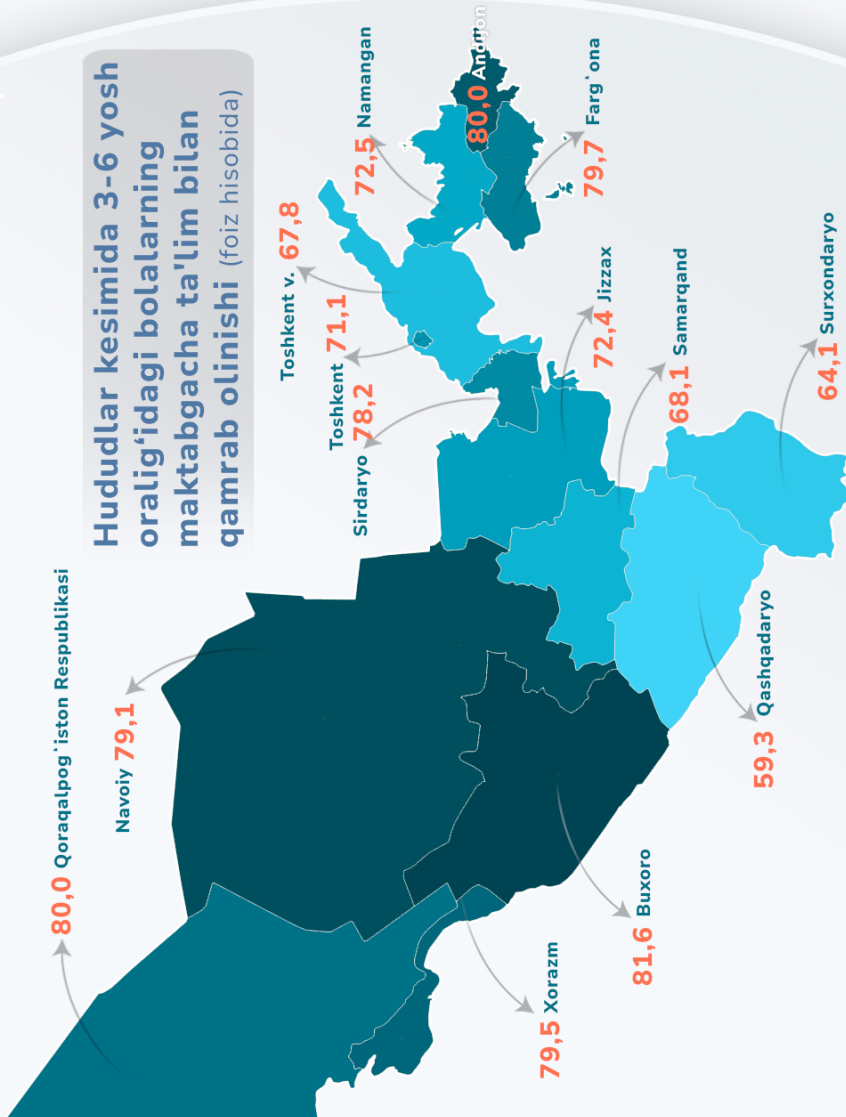 Hududlar kesimida 3-6 yosh
oralig‘idagi bolalarning
maktabgacha ta'lim bilan
qamrab olinishi (foiz hisobida)
80,0 Qoraqalpog‘iston Respublikasi
Navoiy 79,1
Sirdaryo 78,2
Toshkent 71,1
Toshkent v. 67,8
72,5 Namangan
80,0 Andijon
79,7 Farg‘ona
72,4 Jizzax
68,1 Samarqand
64,1 Surxondaryo
59,3 Qashqadaryo
81,6 Buxoro
79,5 Xorazm